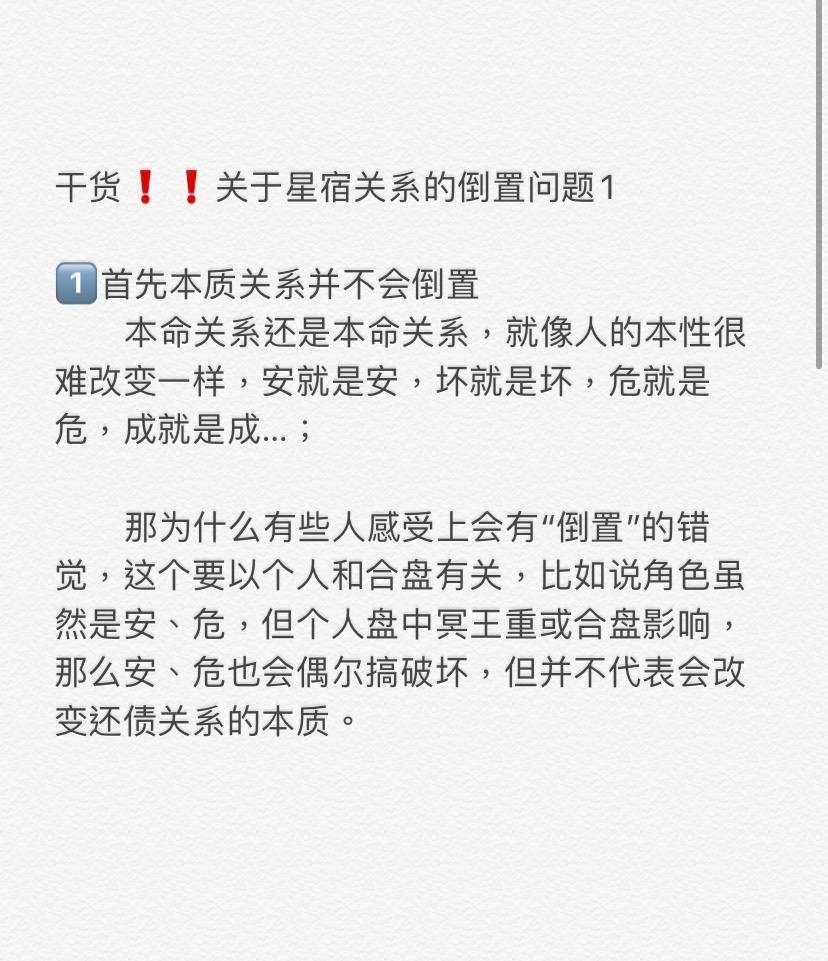 干货❗❗关于星宿关系的倒置问题1
1️⃣首先本质关系并不会倒置
本命关系还是本命关系，就像人的本性很
难改变一样，安就是安，坏就是坏，危就是
危，成就是成...；
那为什么有些人感受上会有“倒置”的错
觉，这个要以个人和合盘有关，比如说角色虽
然是安、危，但个人盘中冥王重或合盘影响，
那么安、危也会偶尔搞破坏，但并不代表会改
变还债关系的本质。